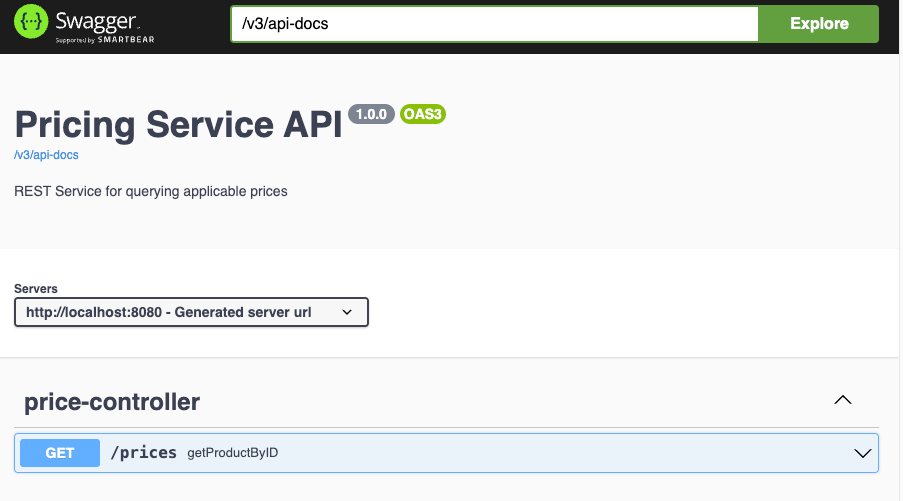 {···} Swagger.
Supported by SMARTBEAR
/v3/api-docs
Explore
Pricing Service API 1.0.0 OAS3
/v3/api-docs
REST Service for querying applicable prices
Servers
http://localhost:8080 - Generated server url
price-controller
GET /prices getProductByID